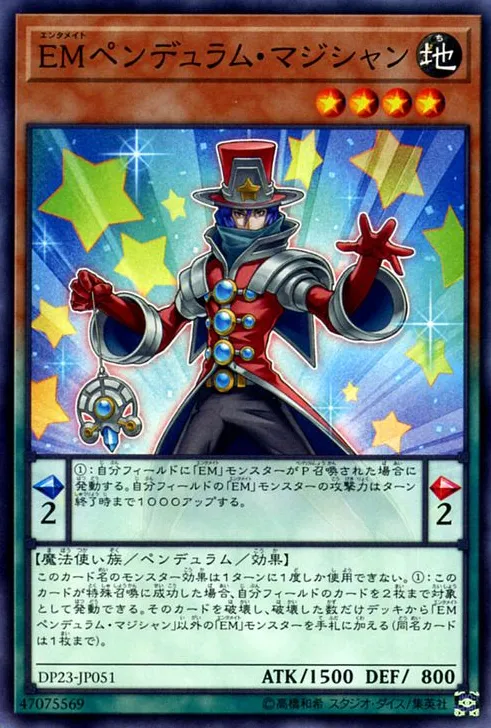 エンタメイト
EMペンデュラム・マジシャン
ち
地
①:自分フィールドに「EM」モンスターがP召喚された場合に
発動する。自分フィールドの「EM」モンスターの攻撃力はターン
終了時まで1000アップする。
2
2
【魔法使い族/ペンデュラム/効果】
このカード名のモンスター効果は1ターンに1度しか使用できない。①:この
カードが特殊召喚に成功した場合、自分フィールドのカードを2枚まで対象
として発動できる。そのカードを破壊し、破壊した数だけデッキから「EM
ペンデュラム・マジシャン」以外の「EM」モンスターを手札に加える(同名カード
は1枚まで)。
DP23-JP051
ATK/1500 DEF/ 800
47075569
©高橋和希 スタジオ・ダイス/集英社